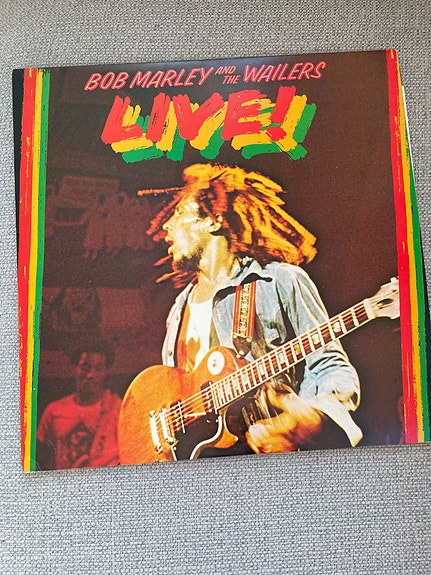 BOB MARLEY AND THE WAILERS
LIVE!